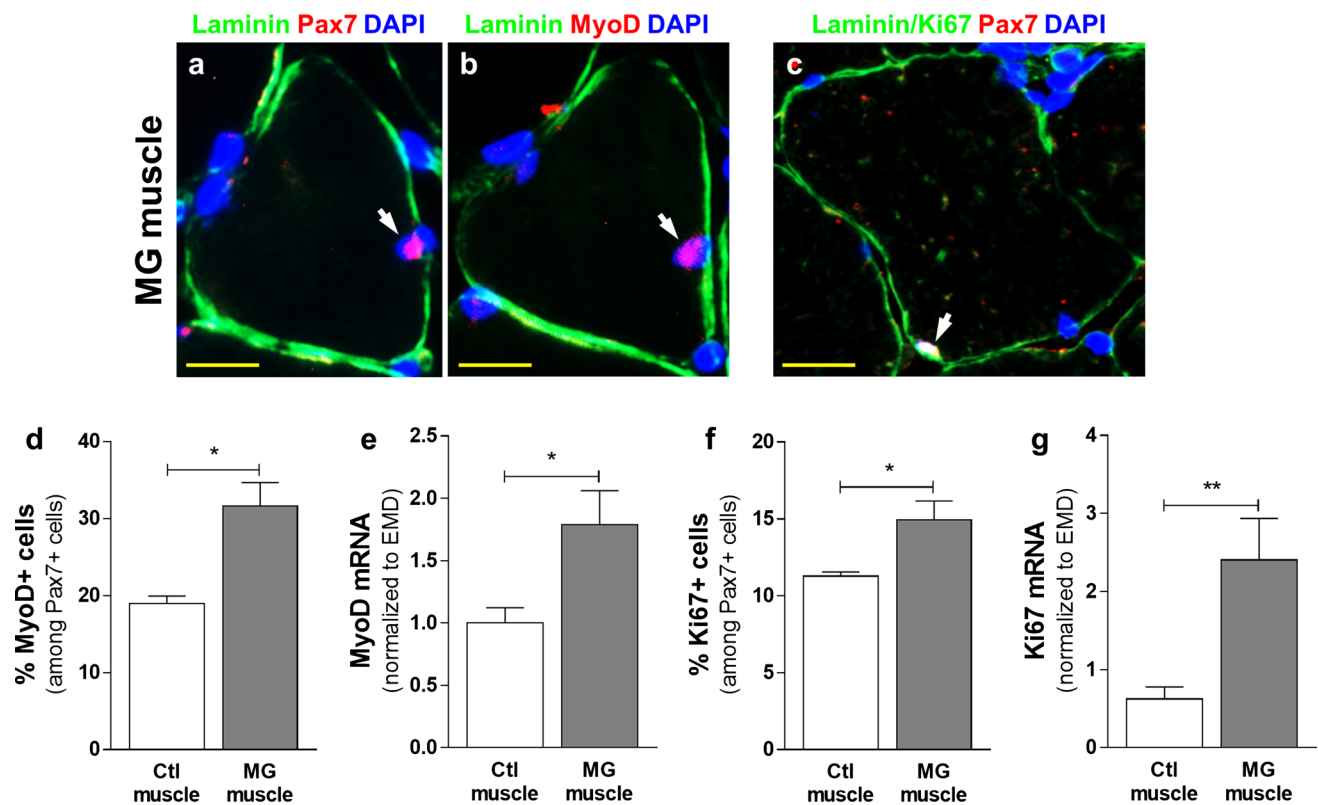 Laminin Pax7 DAPI
Laminin MyoD DAPI
Laminin/Ki67 Pax7 DAPI
MG muscle
a
b
c
d
% MyoD+ cells
(among Pax7+ cells)
40
30
20
10
0
*
Ctl
muscle
MG
muscle
e
MyoD mRNA
(normalized to EMD)
2.5
2.0
1.5
1.0
0.5
0.0
*
Ctl
muscle
MG
muscle
f
% Ki67+ cells
(among Pax7+ cells)
20
15
10
5
0
*
Ctl
muscle
MG
muscle
g
Ki67 mRNA
(normalized to EMD)
4
3
2
1
0
**
Ctl
muscle
MG
muscle